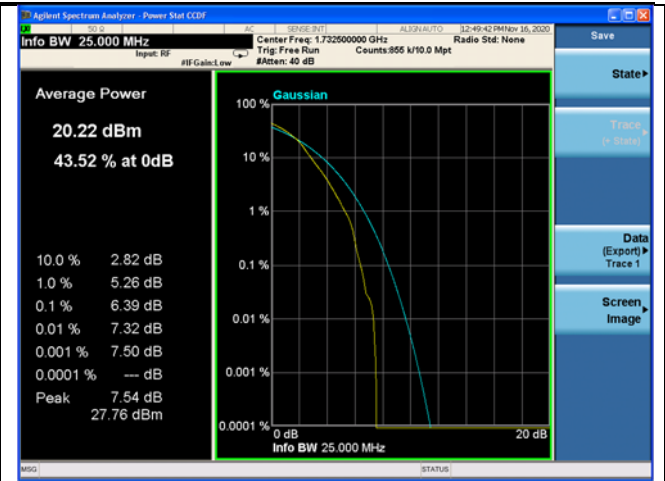 Agilent Spectrum Analyzer - Power Stat CCDF
50 Ω AC SENSE:INT ALIGN AUTO 12:49:42 PM Nov 16, 2020
Info BW 25.000 MHz
Center Freq: 1.732500000 GHz Radio Std: None
Input: RF Trig: Free Run Counts:855 k/10.0 Mpt
#IFGain:Low #Atten: 40 dB
Average Power
20.22 dBm
43.52 % at 0dB
10.0 % 2.82 dB
1.0 % 5.26 dB
0.1 % 6.39 dB
0.01 % 7.32 dB
0.001 % 7.50 dB
0.0001 % --- dB
Peak 7.54 dB
27.76 dBm
Gaussian
100 %
10 %
1 %
0.1 %
0.01 %
0.001 %
0.0001 %
0 dB 20 dB
Info BW 25.000 MHz
Save
State
Trace
(+ State)
Data
(Export)
Trace 1
Screen
Image
MSG STATUS